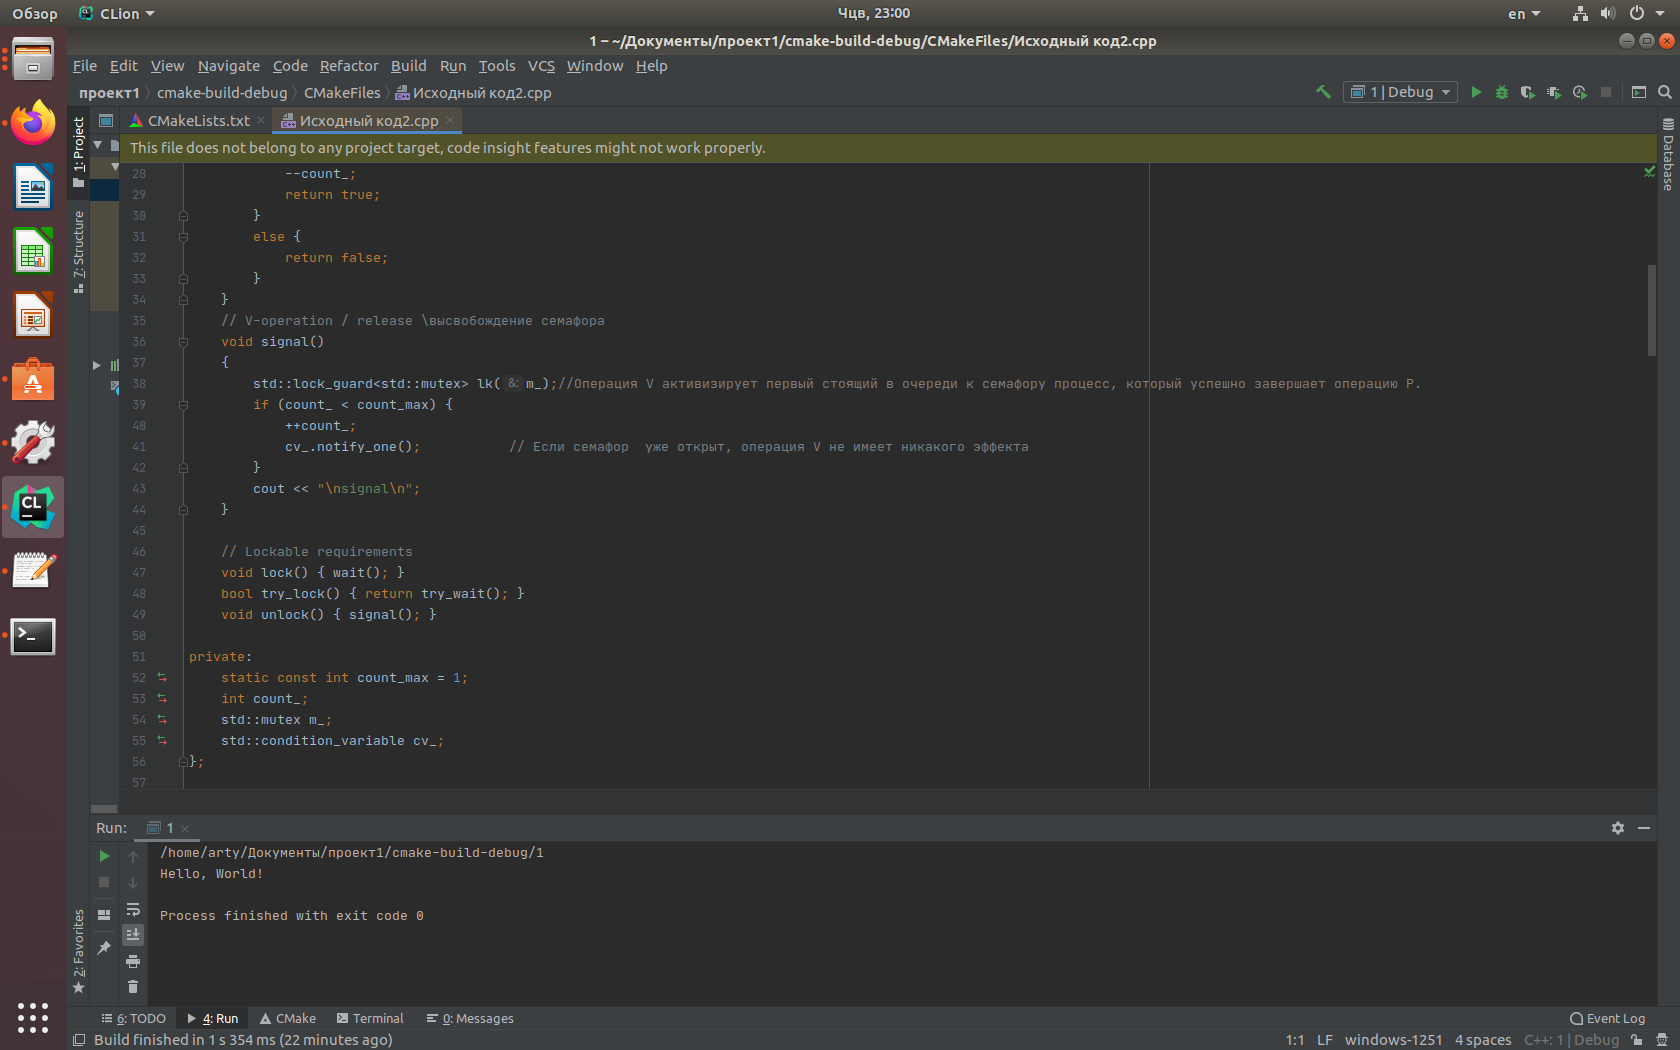 Обзор CLion Чцв, 23:00 en
1 – ~/Документы/проект1/cmake-build-debug/CMakeFiles/Исходный код2.cpp
File Edit View Navigate Code Refactor Build Run Tools VCS Window Help
проект1 cmake-build-debug CMakeFiles Исходный код2.cpp 1 | Debug
CMakeLists.txt Исходный код2.cpp
This file does not belong to any project target, code insight features might not work properly.
1: Project
7: Structure
2: Favorites
Database
28 --count_;
29 return true;
30 }
31 else {
32 return false;
33 }
34 }
35 // V-operation / release \высвобождение семафора
36 void signal()
37 {
38 std::lock_guard<std::mutex> lk( &: m_);//Операция V активизирует первый стоящий в очереди к семафору процесс, который успешно завершает операцию P.
39 if (count_ < count_max) {
40 ++count_;
41 cv_.notify_one(); // Если семафор  уже открыт, операция V не имеет никакого эффекта
42 }
43 cout << "\nsignal\n";
44 }
45
46 // Lockable requirements
47 void lock() { wait(); }
48 bool try_lock() { return try_wait(); }
49 void unlock() { signal(); }
50
51 private:
52 static const int count_max = 1;
53 int count_;
54 std::mutex m_;
55 std::condition_variable cv_;
56 };
57
Run: 1
/home/arty/Документы/проект1/cmake-build-debug/1
Hello, World!
Process finished with exit code 0
6: TODO 4: Run CMake Terminal 0: Messages Event Log
Build finished in 1 s 354 ms (22 minutes ago) 1:1 LF windows-1251 4 spaces C++: 1 | Debug